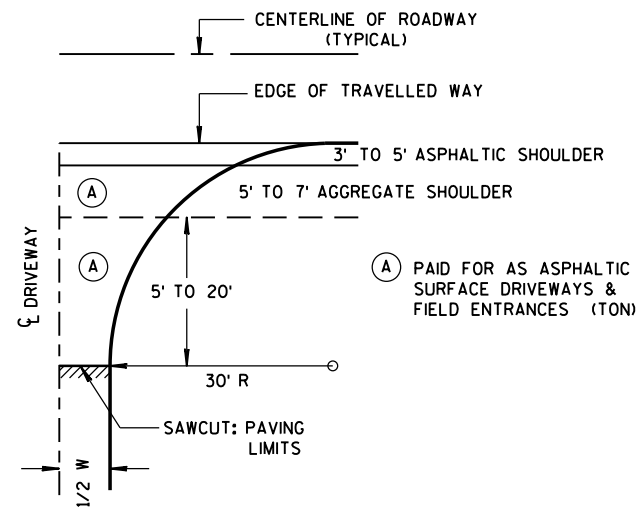 CENTERLINE OF ROADWAY
(TYPICAL)
EDGE OF TRAVELLED WAY
3' TO 5' ASPHALTIC SHOULDER
A
5' TO 7' AGGREGATE SHOULDER
℄ DRIVEWAY
A
5' TO 20'
A PAID FOR AS ASPHALTIC
SURFACE DRIVEWAYS &
FIELD ENTRANCES (TON)
30' R
SAWCUT: PAVING
LIMITS
1/2 W